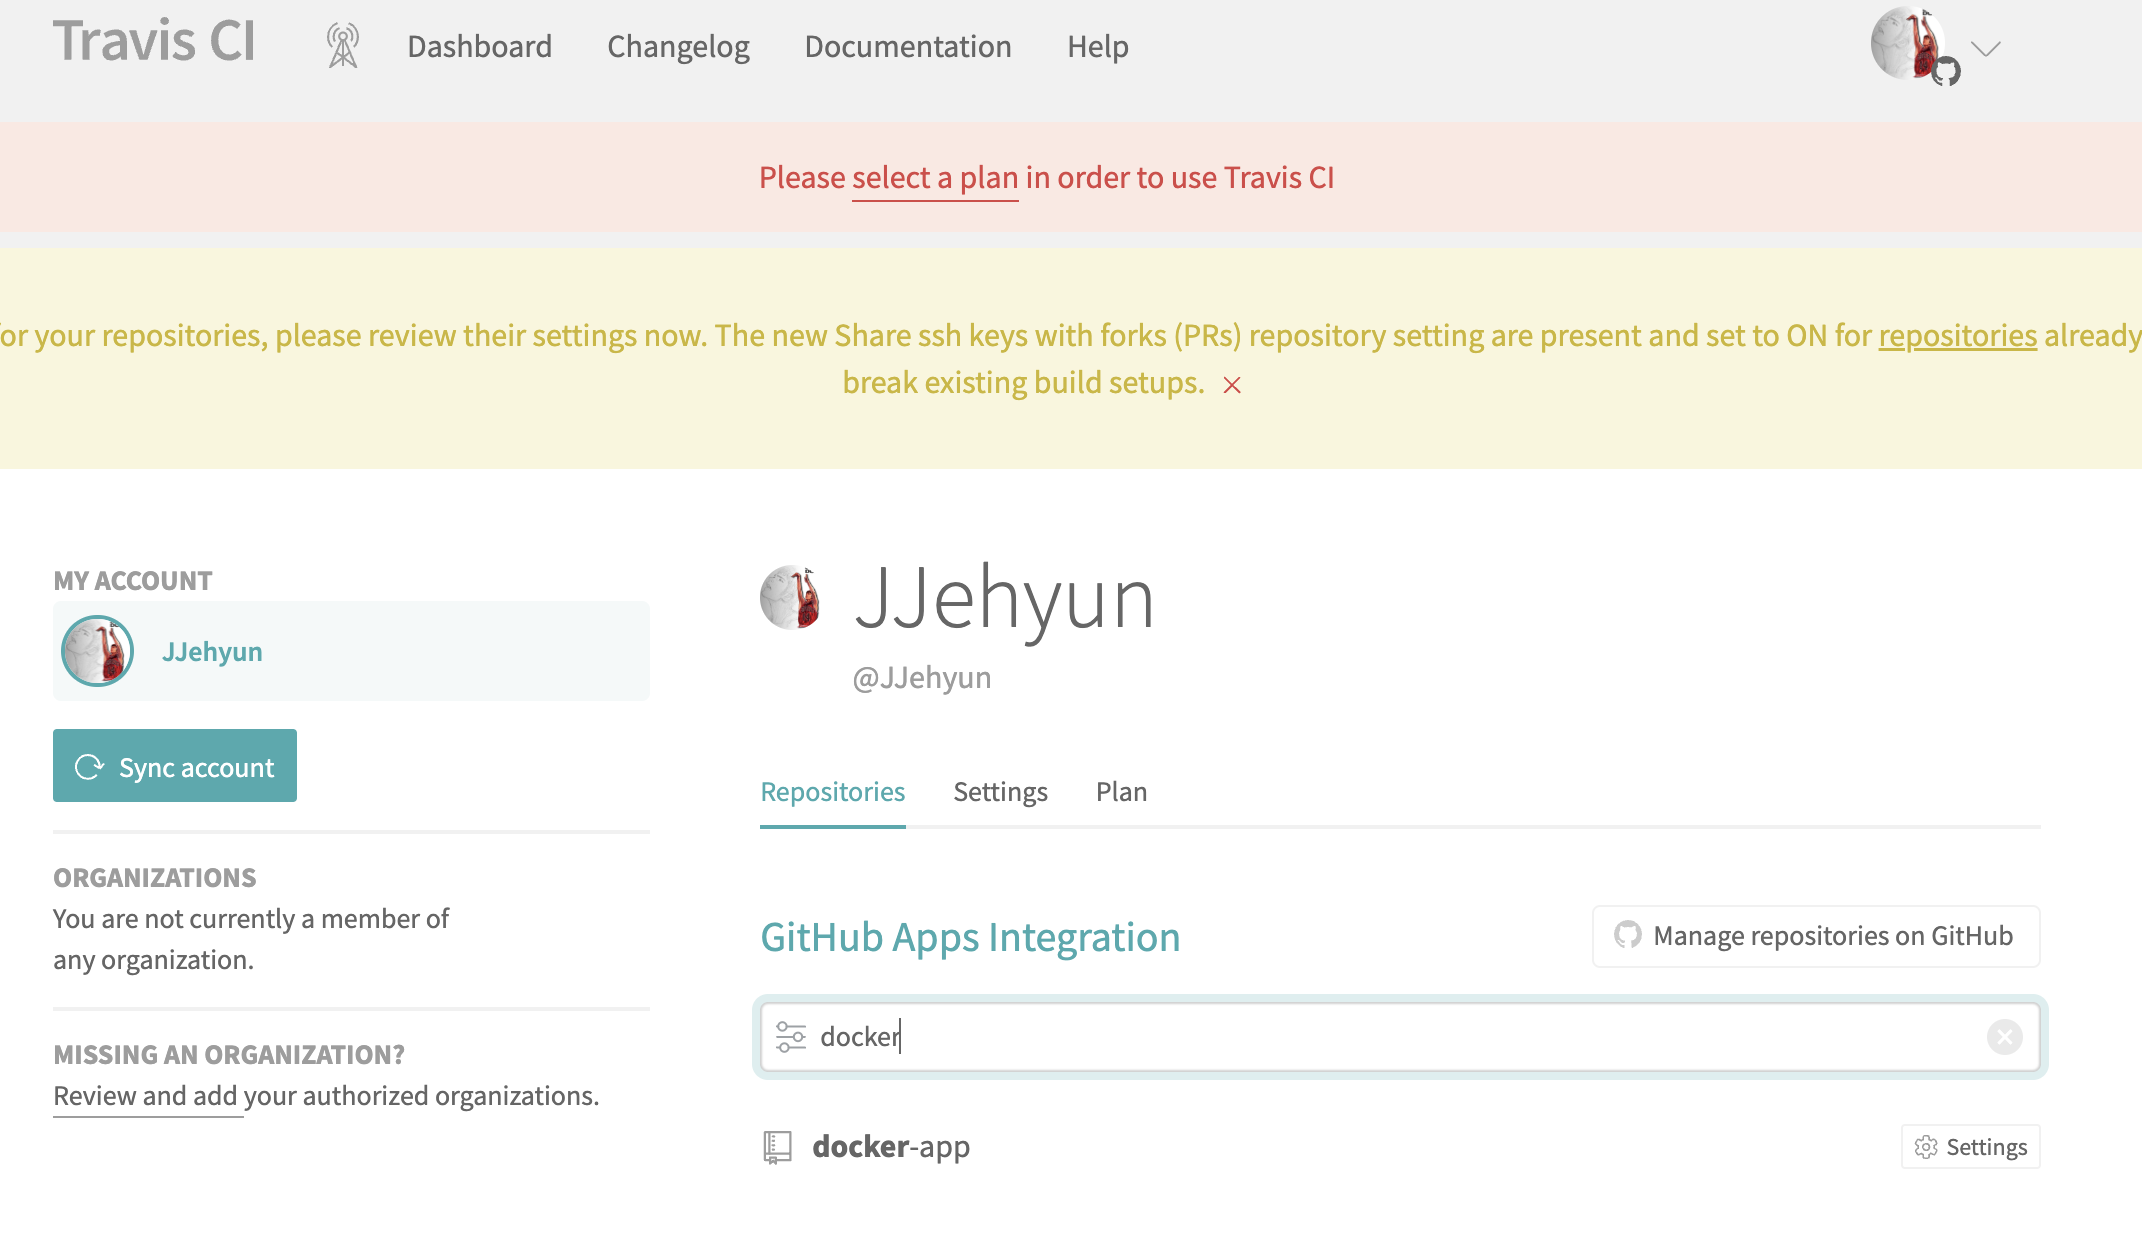 Travis CI
Dashboard
Changelog
Documentation
Help
Please select a plan in order to use Travis CI
or your repositories, please review their settings now. The new Share ssh keys with forks (PRs) repository setting are present and set to ON for repositories already
break existing build setups.
MY ACCOUNT
JJehyun
Sync account
ORGANIZATIONS
You are not currently a member of
any organization.
MISSING AN ORGANIZATION?
Review and add your authorized organizations.
JJehyun
@JJehyun
Repositories
Settings
Plan
GitHub Apps Integration
Manage repositories on GitHub
docker
docker-app
Settings